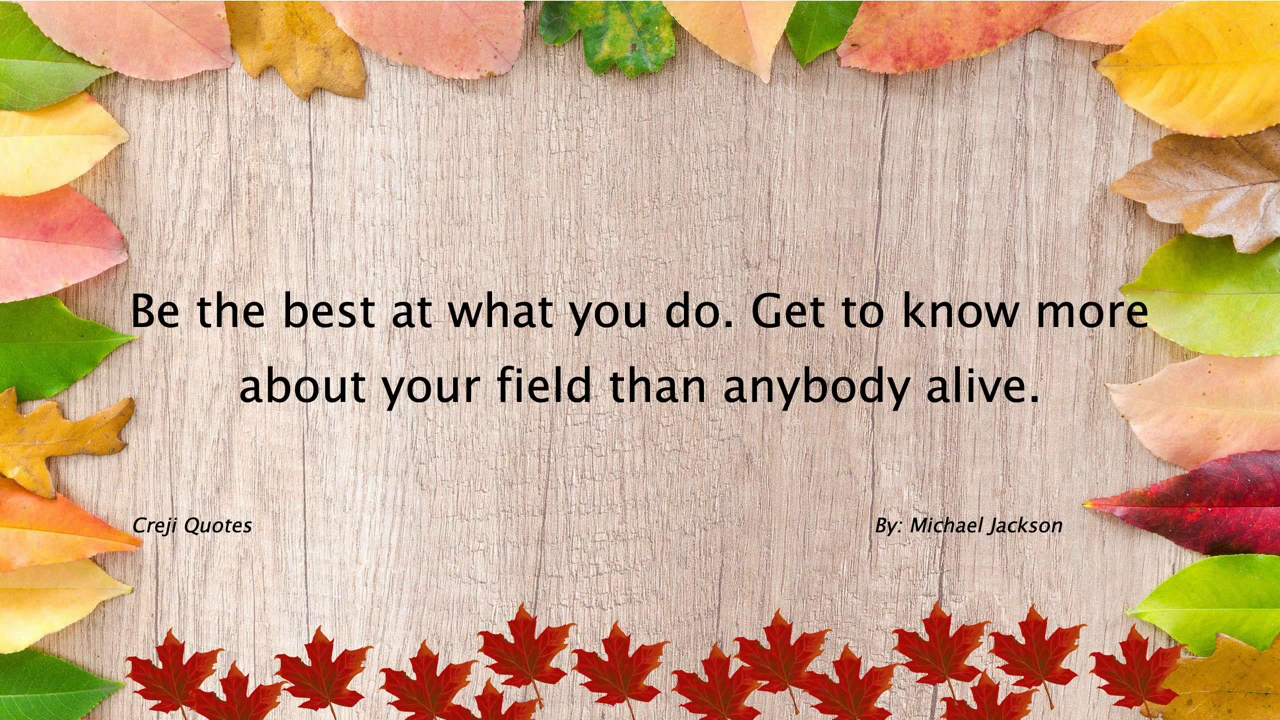 Be the best at what you do. Get to know more
about your field than anybody alive.
Creji Quotes
By: Michael Jackson